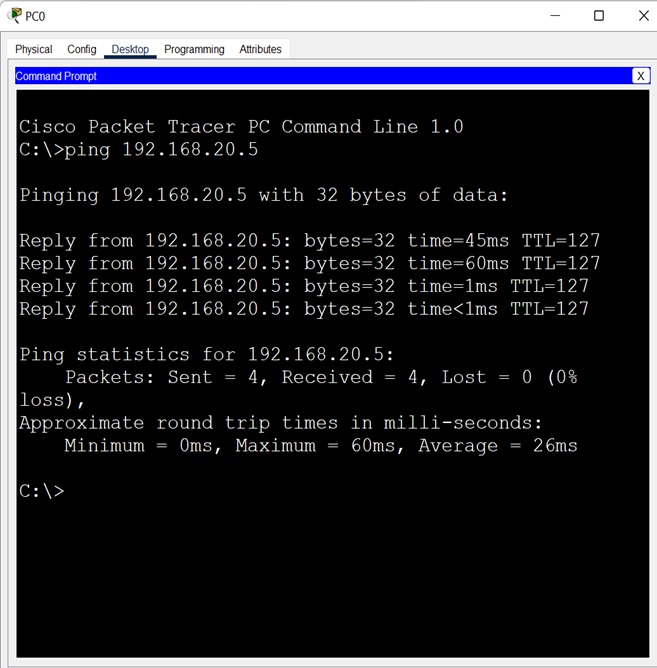 PC0
Physical Config Desktop Programming Attributes
Command Prompt X
Cisco Packet Tracer PC Command Line 1.0
C:\>ping 192.168.20.5
Pinging 192.168.20.5 with 32 bytes of data:
Reply from 192.168.20.5: bytes=32 time=45ms TTL=127
Reply from 192.168.20.5: bytes=32 time=60ms TTL=127
Reply from 192.168.20.5: bytes=32 time=1ms TTL=127
Reply from 192.168.20.5: bytes=32 time<1ms TTL=127
Ping statistics for 192.168.20.5:
Packets: Sent = 4, Received = 4, Lost = 0 (0%
loss),
Approximate round trip times in milli-seconds:
Minimum = 0ms, Maximum = 60ms, Average = 26ms
C:\>